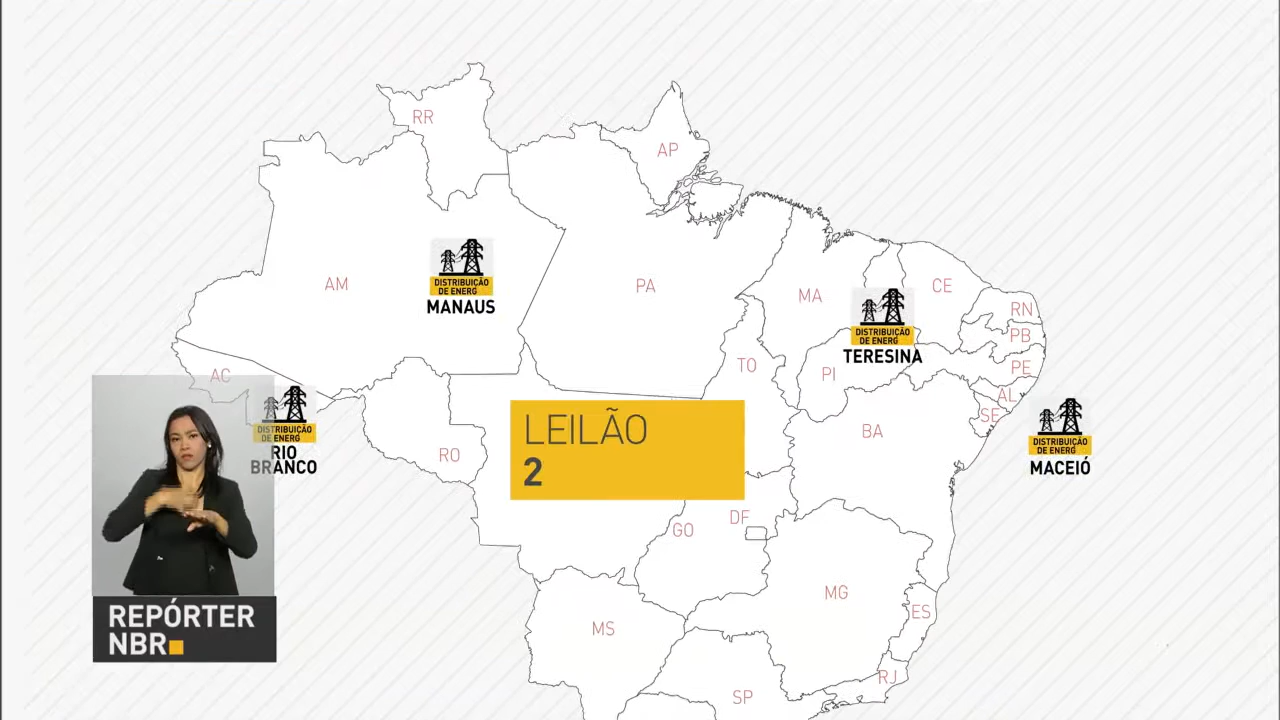 RR
AP
AM
DISTRIBUIÇÃO
DE ENERG
MANAUS
PA
MA
CE
RN
PB
PE
AL
SE
DISTRIBUIÇÃO
DE ENERG
TERESINA
PI
TO
AC
DISTRIBUIÇÃO
DE ENERG
RIO
BRANCO
RO
LEILÃO
2
BA
DISTRIBUIÇÃO
DE ENERG
MACEIÓ
GO
DF
MG
ES
MS
RJ
SP
REPÓRTER
NBR